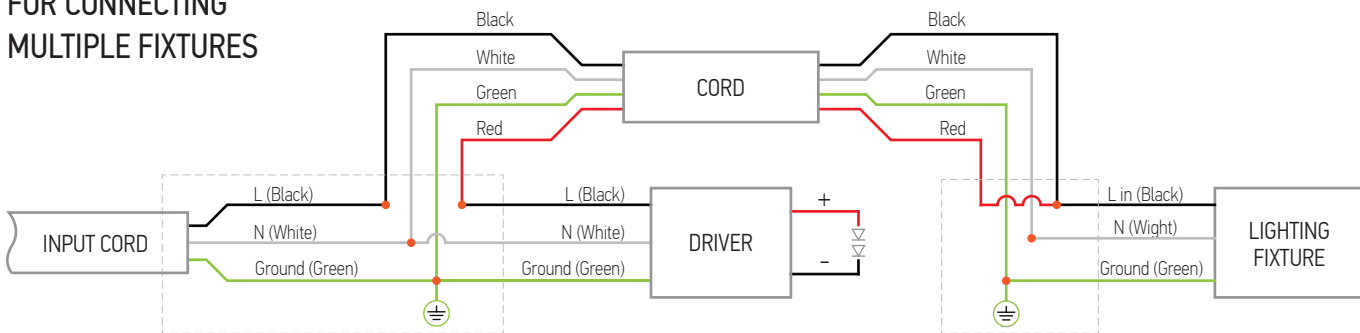 FOR CONNECTING
MULTIPLE FIXTURES
Black
White
Green
Red
CORD
Black
White
Green
Red
INPUT CORD
L (Black)
N (White)
Ground (Green)
L (Black)
N (White)
Ground (Green)
DRIVER
+
–
L in (Black)
N (Wight)
Ground (Green)
LIGHTING
FIXTURE